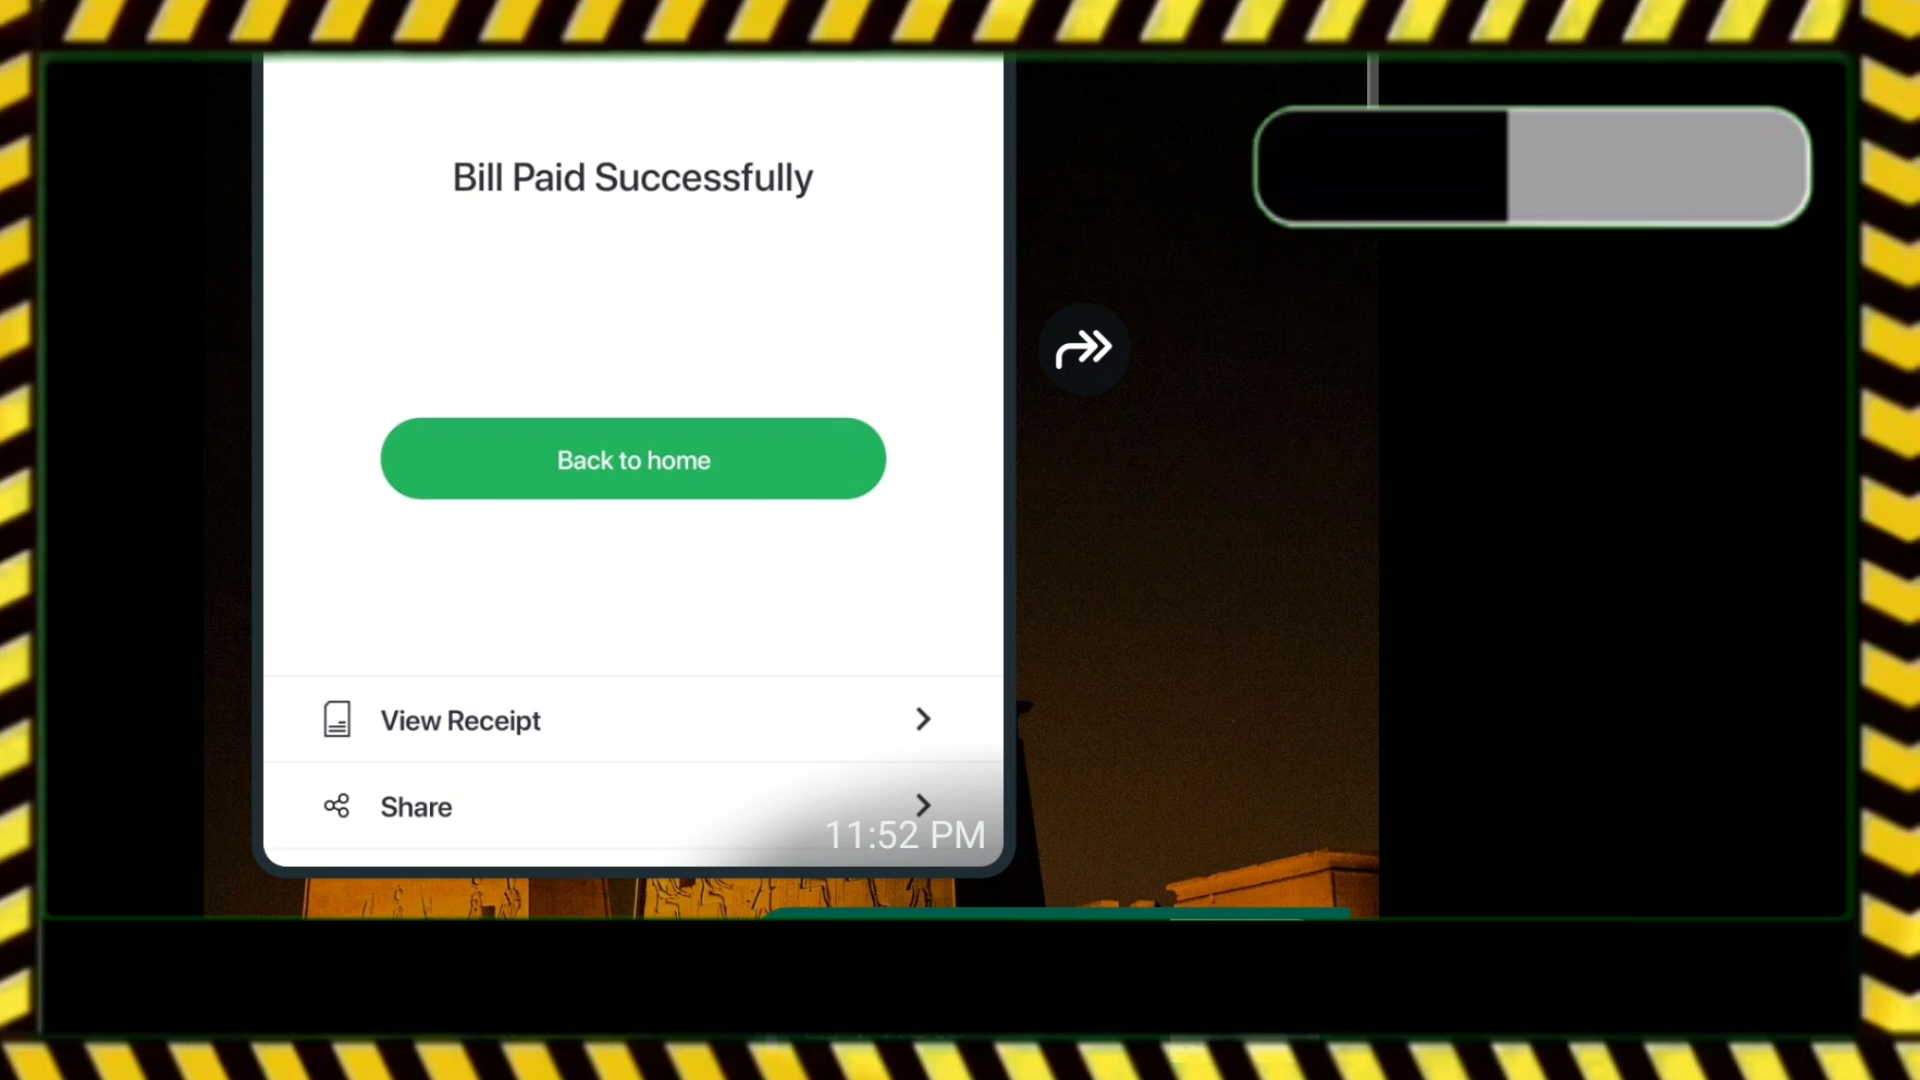 Bill Paid Successfully
Back to home
View Receipt
Share
11:52 PM